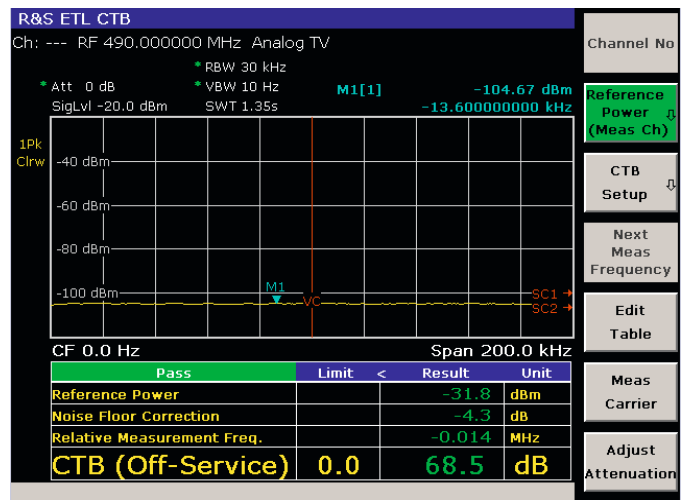 R&S ETL CTB
Ch: --- RF 490.000000 MHz Analog TV
* RBW 30 kHz
* Att 0 dB * VBW 10 Hz M1[1] -104.67 dBm
SigLvl -20.0 dBm SWT 1.35s -13.600000000 kHz
1Pk
Clrw
-40 dBm
-60 dBm
-80 dBm
-100 dBm
M1
VC
SC1
SC2
CF 0.0 Hz Span 200.0 kHz
Pass Limit < Result Unit
Reference Power -31.8 dBm
Noise Floor Correction -4.3 dB
Relative Measurement Freq. -0.014 MHz
CTB (Off-Service) 0.0 68.5 dB
Channel No
Reference
Power
(Meas Ch)
CTB
Setup
Next
Meas
Frequency
Edit
Table
Meas
Carrier
Adjust
Attenuation